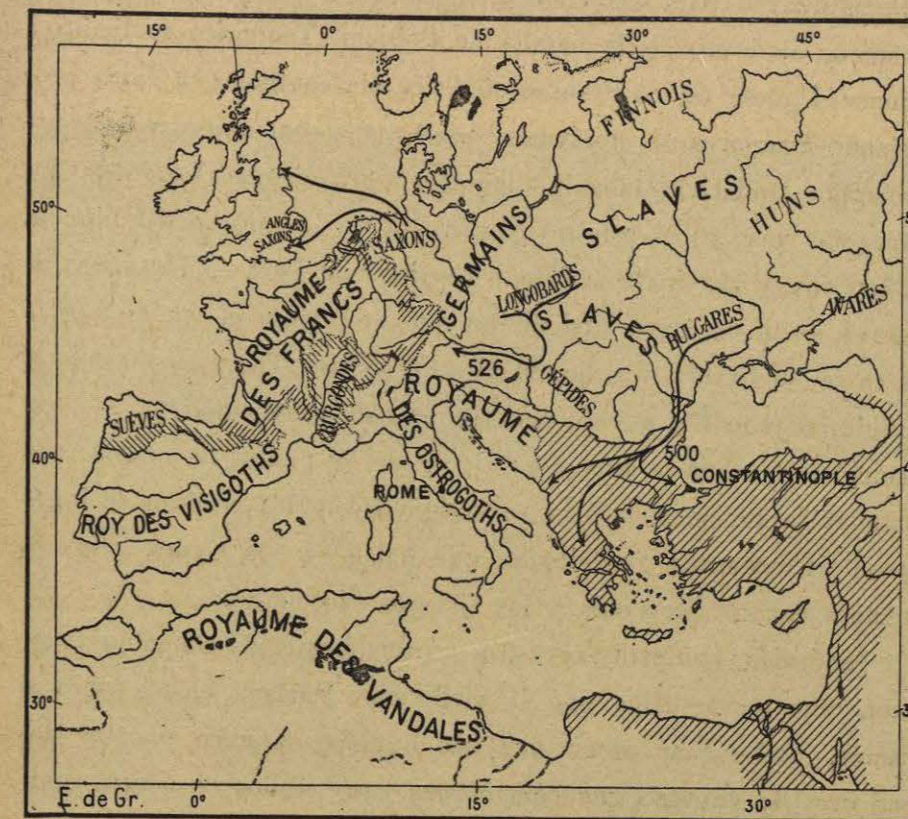 15° 0° 15° 30° 45°
FINNOIS
SLAVES
HUNS
50°
ANGLES
SAXONS
SAXONS
GERMAINS
LONGOBARDS
SLAVES
BULGARES
AVARES
ROYAUME
DES FRANCS
526
GÉPIDES
BURGONDES
ROYAUME
DES OSTROGOTHS
SUÈVES
40°
500
CONSTANTINOPLE
ROME
ROY. DES VISIGOTHS
ROYAUME DES VANDALES
30°
E. de Gr.
0° 15° 30°